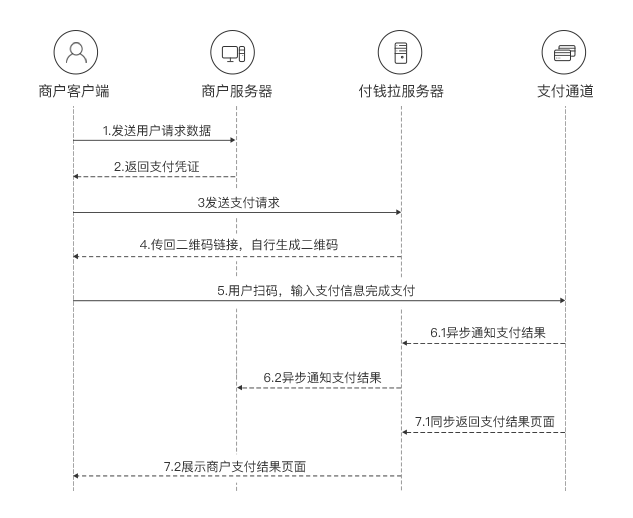 商户客户端
商户服务器
付钱拉服务器
支付通道
1.发送用户请求数据
2.返回支付凭证
3发送支付请求
4.传回二维码链接，自行生成二维码
5.用户扫码，输入支付信息完成支付
6.1异步通知支付结果
6.2异步通知支付结果
7.1同步返回支付结果页面
7.2展示商户支付结果页面